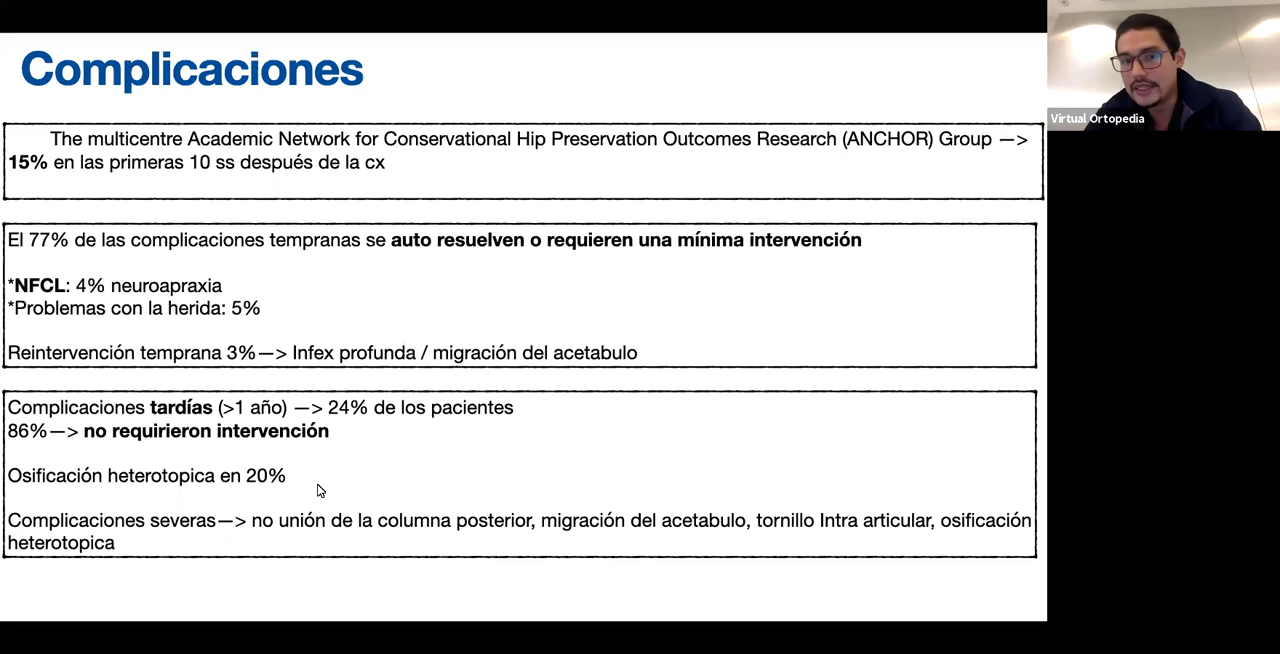 Complicaciones
Virtual Ortopedia
The multicentre Academic Network for Conservational Hip Preservation Outcomes Research (ANCHOR) Group —>
15% en las primeras 10 ss después de la cx
El 77% de las complicaciones tempranas se auto resuelven o requieren una mínima intervención
*NFCL: 4% neuroapraxia
*Problemas con la herida: 5%
Reintervención temprana 3%—> Infex profunda / migración del acetabulo
Complicaciones tardías (>1 año) —> 24% de los pacientes
86%—> no requirieron intervención
Osificación heterotopica en 20%
Complicaciones severas—> no unión de la columna posterior, migración del acetabulo, tornillo Intra articular, osificación
heterotopica